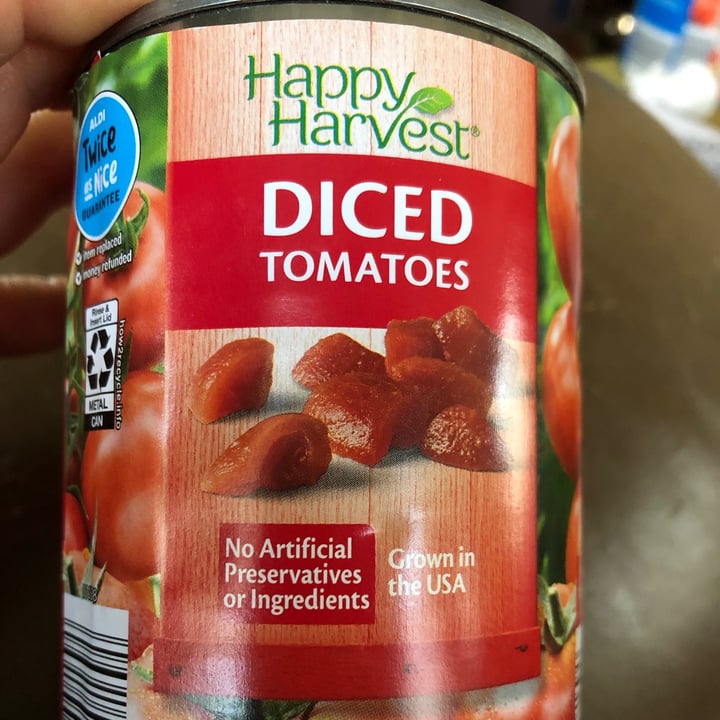 Happy
Harvest®
DICED
TOMATOES
ALDI
Twice
as Nice
GUARANTEE
item replaced
money refunded
Rinse &
Insert Lid
METAL
CAN
how2recycle.info
No Artificial
Preservatives
or Ingredients
Grown in
the USA